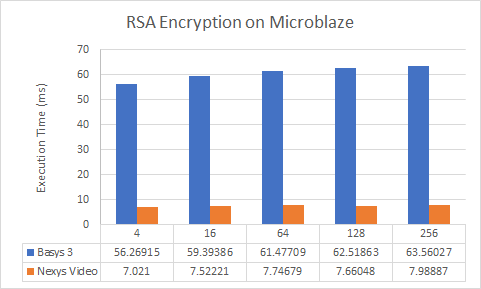 RSA Encryption on Microblaze
70
60
50
40
30
20
10
0
Execution Time (ms)
4 16 64 128 256
Basys 3 56.26915 59.39386 61.47709 62.51863 63.56027
Nexys Video 7.021 7.52221 7.74679 7.66048 7.98887